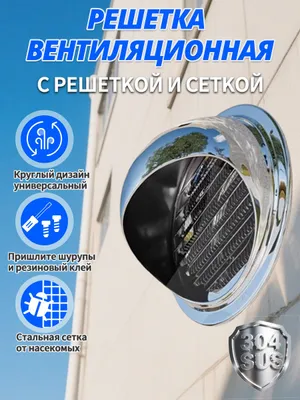 РЕШЕТКА
ВЕНТИЛЯЦИОННАЯ
С РЕШЕТКОЙ И СЕТКОЙ
Круглый дизайн
универсальный
Пришлите шурупы
и резиновый клей
Стальная сетка
от насекомых
304
SUS